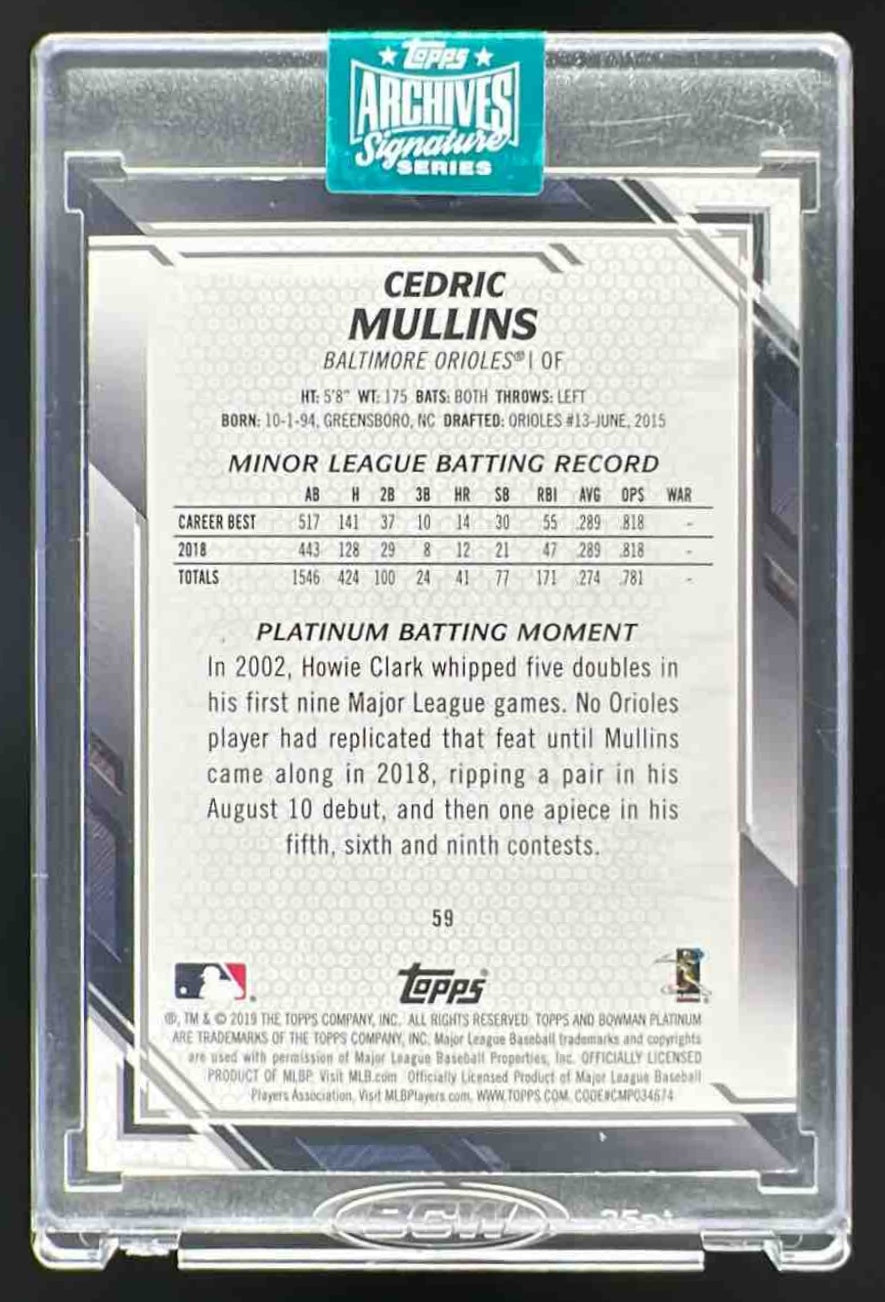 Topps
ARCHIVES
Signature
SERIES
CEDRIC
MULLINS
BALTIMORE ORIOLES® | OF
HT: 5'8" WT: 175 BATS: BOTH THROWS: LEFT
BORN: 10-1-94, GREENSBORO, NC DRAFTED: ORIOLES #13-JUNE, 2015
MINOR LEAGUE BATTING RECORD
AB H 2B 3B HR SB RBI AVG OPS WAR
CAREER BEST 517 141 37 10 14 30 55 .289 .818 -
2018 443 128 29 8 12 21 47 .289 .818 -
TOTALS 1546 424 100 24 41 77 171 .274 .781 -
PLATINUM BATTING MOMENT
In 2002, Howie Clark whipped five doubles in
his first nine Major League games. No Orioles
player had replicated that feat until Mullins
came along in 2018, ripping a pair in his
August 10 debut, and then one apiece in his
fifth, sixth and ninth contests.
59
Topps®
®, TM & © 2019 THE TOPPS COMPANY, INC. ALL RIGHTS RESERVED. TOPPS AND BOWMAN PLATINUM
ARE TRADEMARKS OF THE TOPPS COMPANY, INC. Major League Baseball trademarks and copyrights
are used with permission of Major League Baseball Properties, Inc. OFFICIALLY LICENSED
PRODUCT OF MLBP. Visit MLB.com Officially Licensed Product of Major League Baseball
Players Association, Visit MLBPlayers.com. WWW.TOPPS.COM. CODE#CMP034674
BCW 35pt